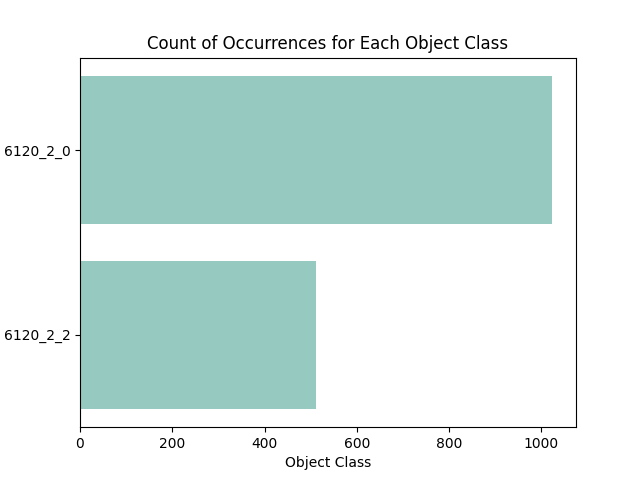 Count of Occurrences for Each Object Class
6120_2_0
6120_2_2
0 200 400 600 800 1000
Object Class